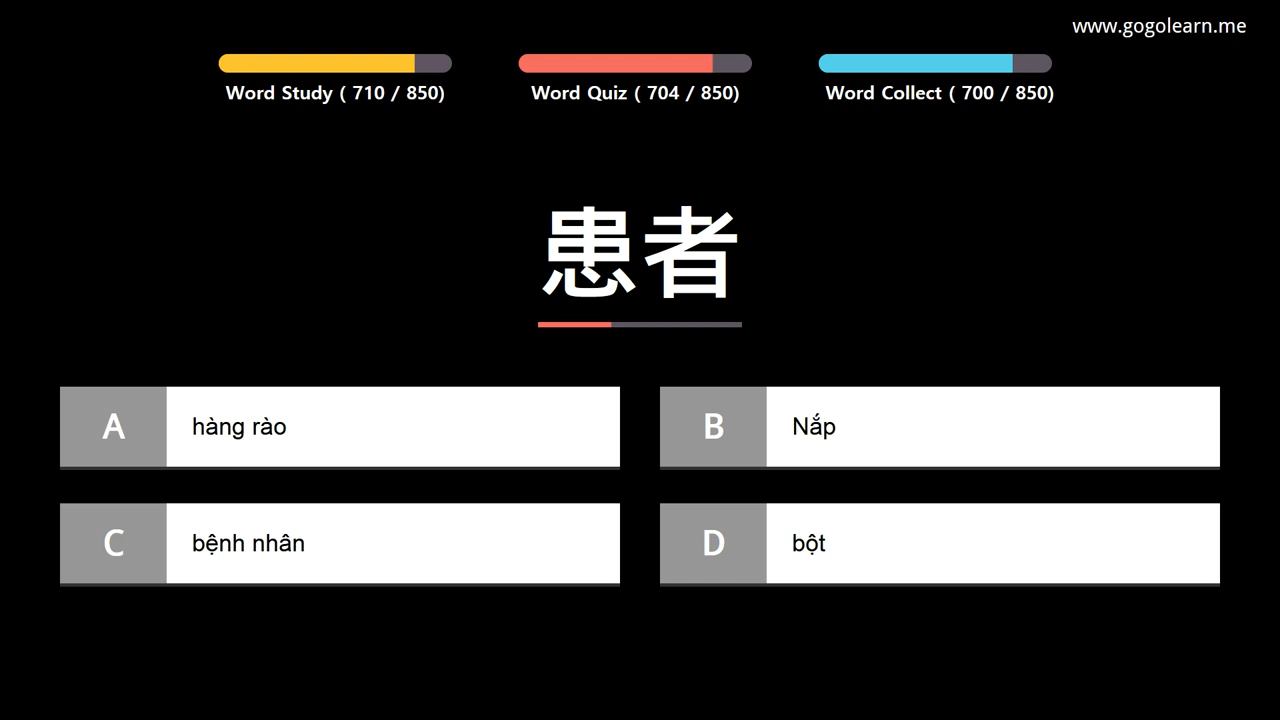 www.gogolearn.me
Word Study ( 710 / 850)
Word Quiz ( 704 / 850)
Word Collect ( 700 / 850)
患者
A hàng rào
B Nắp
C bệnh nhân
D bột